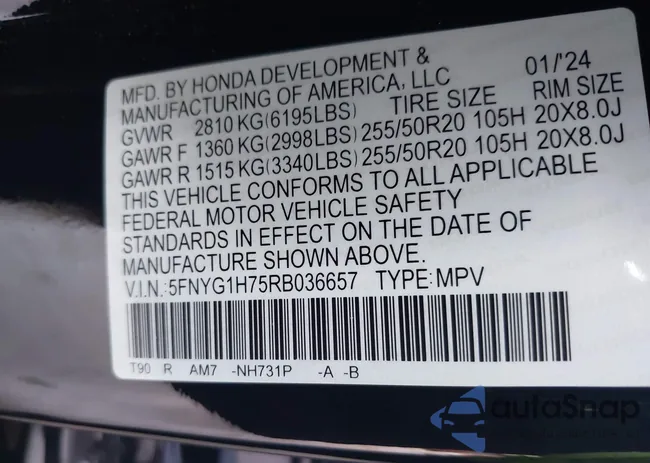 MFD. BY HONDA DEVELOPMENT & 
MANUFACTURING OF AMERICA, LLC 01/'24
GVWR 2810 KG(6195LBS) TIRE SIZE RIM SIZE
GAWR F 1360 KG(2998LBS) 255/50R20 105H 20X8.0J
GAWR R 1515 KG(3340LBS) 255/50R20 105H 20X8.0J
THIS VEHICLE CONFORMS TO ALL APPLICABLE
FEDERAL MOTOR VEHICLE SAFETY
STANDARDS IN EFFECT ON THE DATE OF
MANUFACTURE SHOWN ABOVE.
V.I.N.:5FNYG1H75RB036657 TYPE:MPV
T90 R AM7 -NH731P -A -B
autoSnap